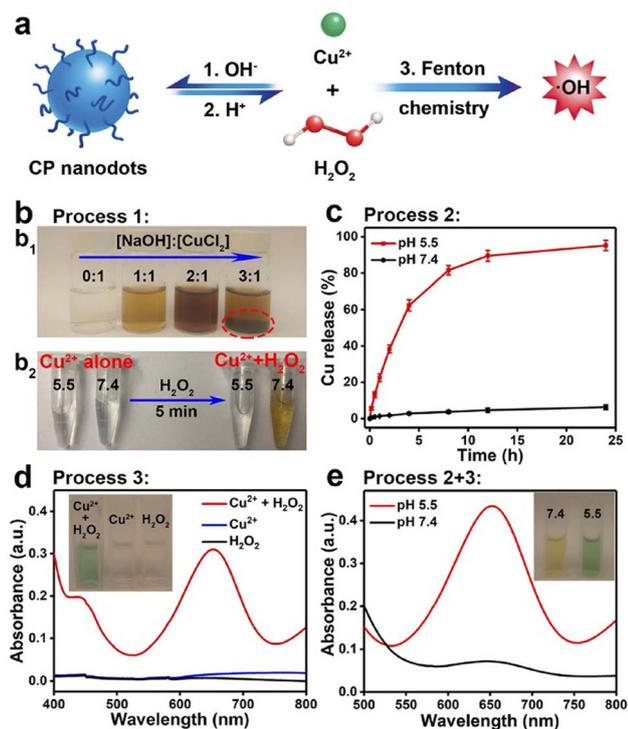 a
1. OH⁻
2. H⁺
Cu²⁺
+
H₂O₂
3. Fenton
chemistry
·OH
CP nanodots
b Process 1:
b₁
[NaOH]:[CuCl₂]
0:1 1:1 2:1 3:1
b₂
Cu²⁺ alone
Cu²⁺+H₂O₂
5.5 7.4
H₂O₂
5 min
5.5 7.4
c Process 2:
pH 5.5
pH 7.4
Cu release (%)
100
80
60
40
20
0
0 5 10 15 20 25
Time (h)
d Process 3:
Cu²⁺
+
H₂O₂
Cu²⁺
H₂O₂
Cu²⁺ + H₂O₂
Cu²⁺
H₂O₂
Absorbance (a.u.)
0.4
0.3
0.2
0.1
0.0
400 500 600 700 800
Wavelength (nm)
e Process 2+3:
pH 5.5
pH 7.4
7.4 5.5
Absorbance (a.u.)
0.4
0.3
0.2
0.1
0.0
500 550 600 650 700 750 800
Wavelength (nm)